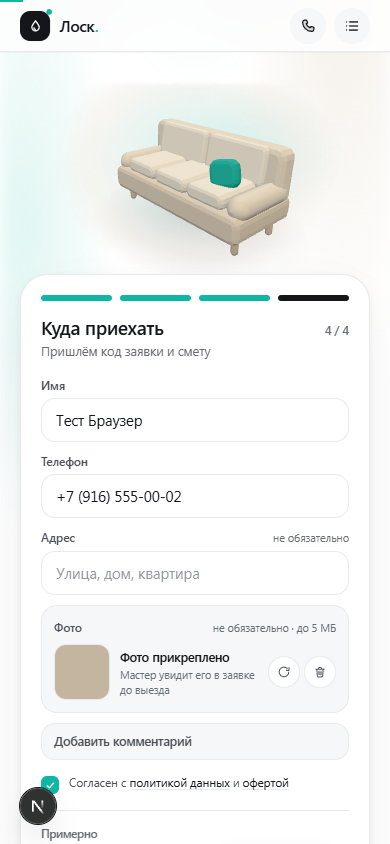 Лоск.
Куда приехать
4 / 4
Пришлём код заявки и смету
Имя
Тест Браузер
Телефон
+7 (916) 555-00-02
Адрес
не обязательно
Улица, дом, квартира
Фото
не обязательно · до 5 МБ
Фото прикреплено
Мастер увидит его в заявке
до выезда
Добавить комментарий
Согласен с политикой данных и офертой
N
Примерно